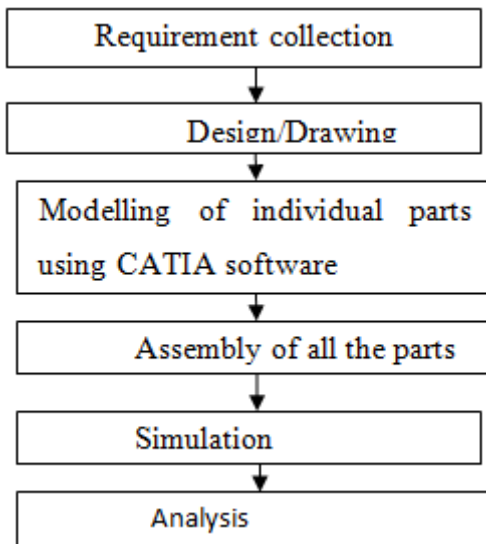 Requirement collection
Design/Drawing
Modelling of individual parts
using CATIA software
Assembly of all the parts
Simulation
Analysis